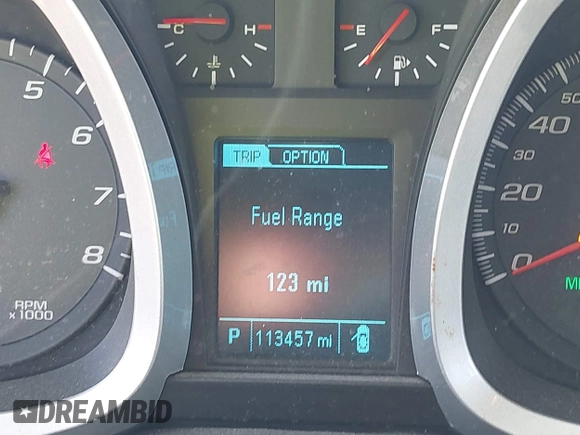 C H
E F
5
6
7
8
RPM
x1000
TRIP OPTION
Fuel Range
123 mi
P 113457 mi
50
40
30
20
10
0
DREAMBID